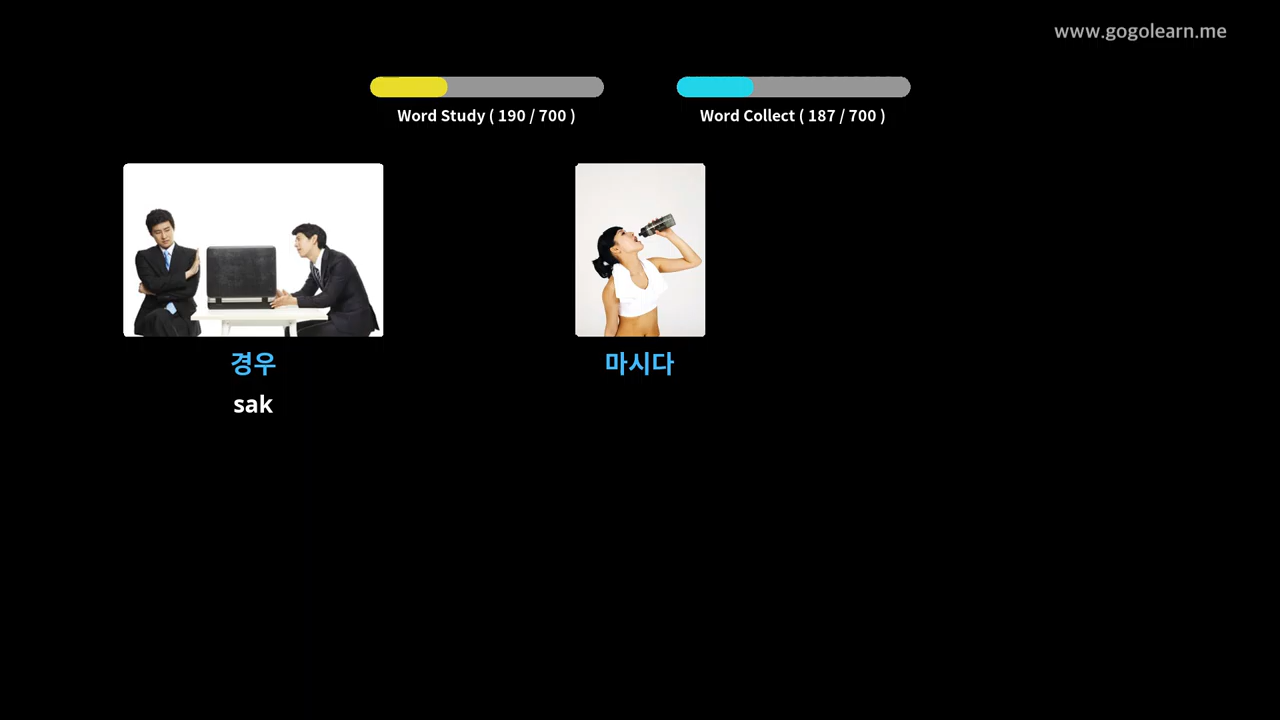 www.gogolearn.me
Word Study ( 190 / 700 )
Word Collect ( 187 / 700 )
경우
마시다
sak